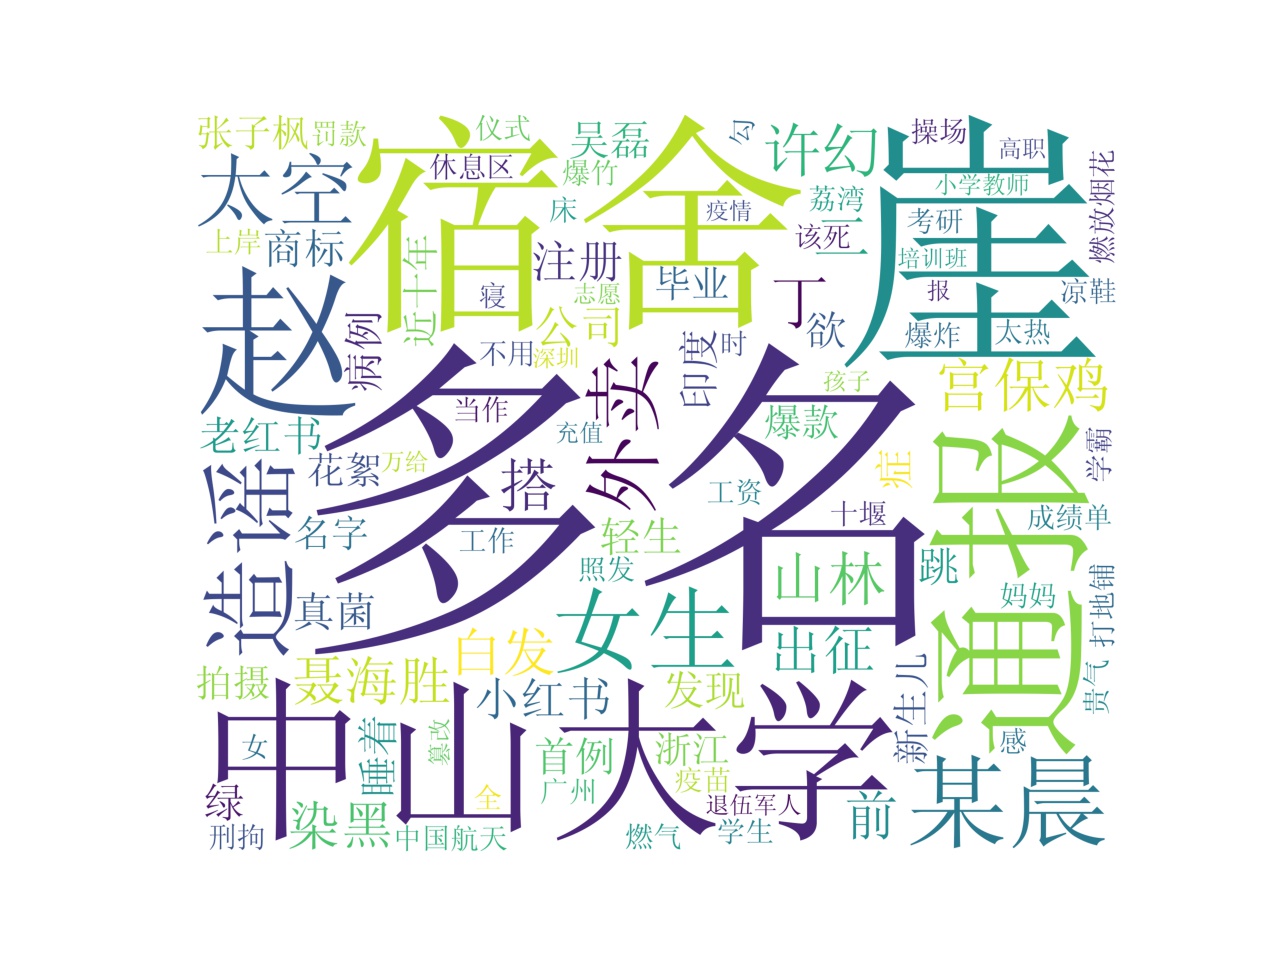 张子枫
罚款
仪式
休息区
宿舍
吴磊
爆竹
床
疫情
勾
许幻
操场
高职
崖
小学教师
荔湾
三一
该死
考研
培训班
报
燃放烟花
凉鞋
太空
上岸
商标
近十年
寝
注册
志愿
毕业
丁
欲
爆炸
太热
赵
病例
公司
不用
深圳
印度
时
宫保鸡
多名
当作
外卖
充值
孩子
爆款
老红书
花絮
万给
搭
工资
症
学霸
通报
造谣
名字
工作
轻生
十堰
成绩单
照发
山林
跳
妈妈
打地铺
真菌
白发
女生
出征
拍摄
聂海胜
小红书
发现
新生儿
贵气
中山大学
女
睡着
篡改
首例
浙江
感
某晨
绿
全
广州
疫苗
退伍军人
前
刑拘
染黑
中国航天
燃气
学生